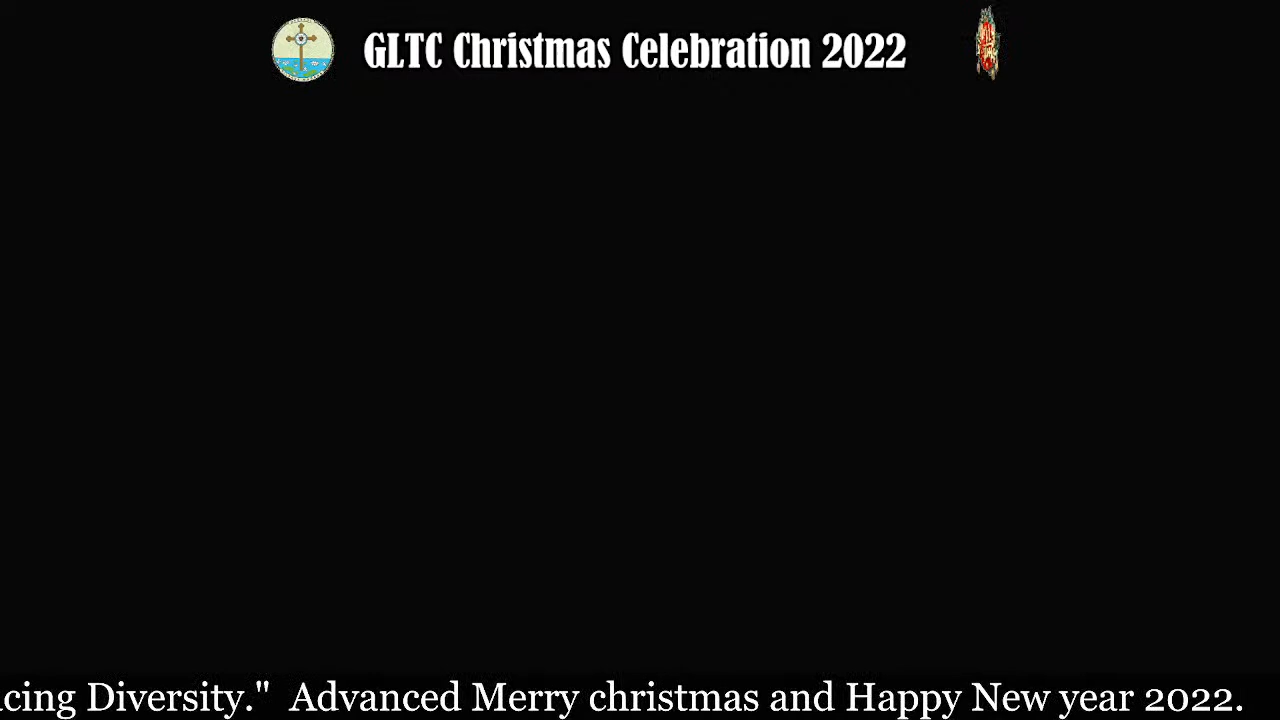 GLTC Christmas Celebration 2022
cing Diversity." Advanced Merry christmas and Happy New year 2022.